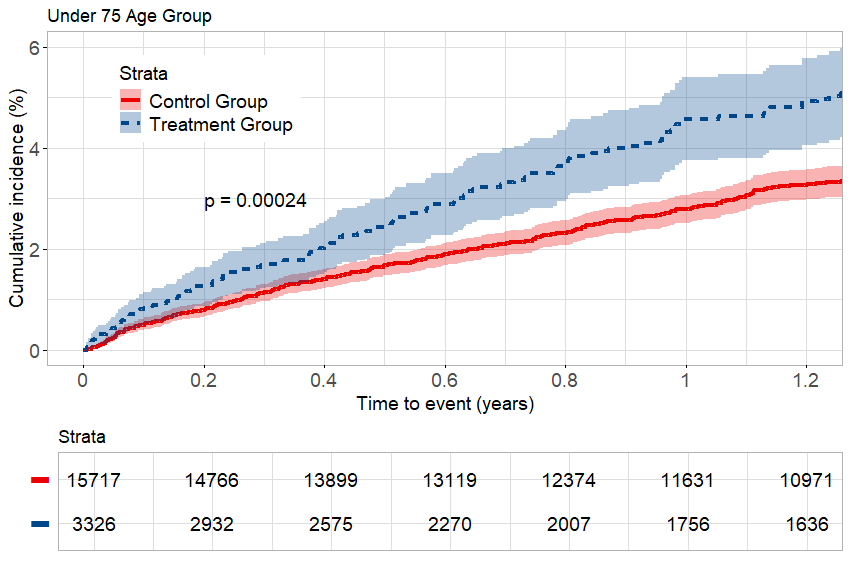 Under 75 Age Group
Cumulative incidence (%)
6
4
2
0
Strata
Control Group
Treatment Group
p = 0.00024
0 0.2 0.4 0.6 0.8 1 1.2
Time to event (years)
Strata
15717 14766 13899 13119 12374 11631 10971
3326 2932 2575 2270 2007 1756 1636